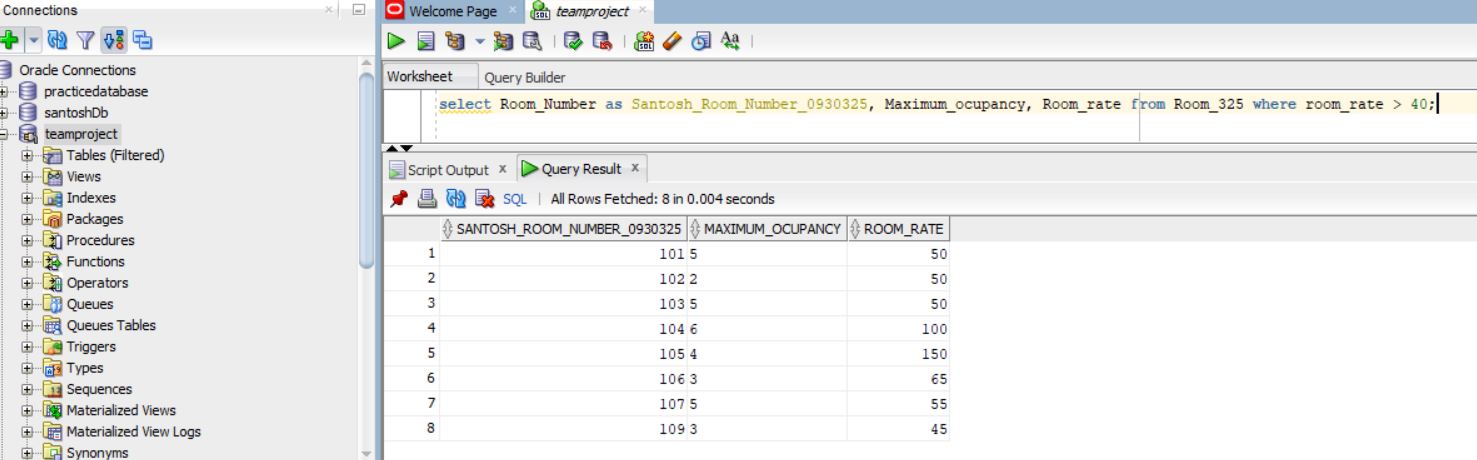 Connections
Oracle Connections
practicedatabase
santoshDb
teamproject
Tables (Filtered)
Views
Indexes
Packages
Procedures
Functions
Operators
Queues
Queues Tables
Triggers
Types
Sequences
Materialized Views
Materialized View Logs
Synonyms
Welcome Page teamproject
Worksheet Query Builder
select Room_Number as Santosh_Room_Number_0930325, Maximum_ocupancy, Room_rate from Room_325 where room_rate > 40;
Script Output x Query Result x
SQL All Rows Fetched: 8 in 0.004 seconds
SANTOSH_ROOM_NUMBER_0930325 MAXIMUM_OCUPANCY ROOM_RATE
1 101 5 50
2 102 2 65
3 103 5 50
4 104 6 100
5 105 4 150
6 106 3 65
7 107 5 55
8 109 3 45